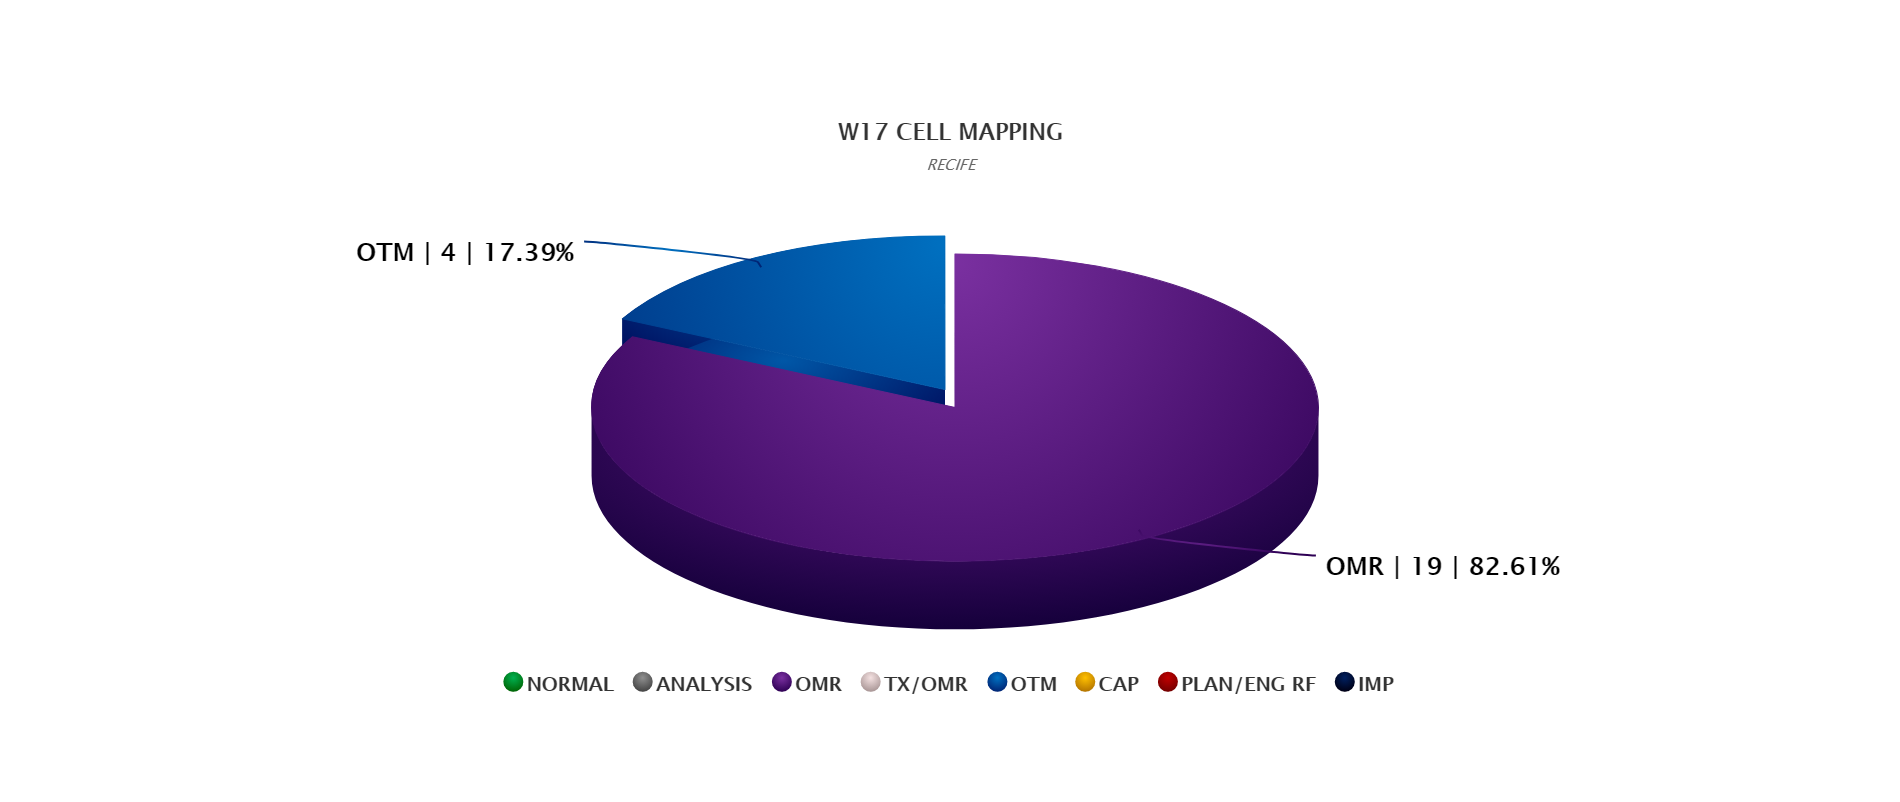 W17 CELL MAPPING
RECIFE
OTM | 4 | 17.39%
OMR | 19 | 82.61%
NORMAL ANALYSIS OMR TX/OMR OTM CAP PLAN/ENG RF IMP